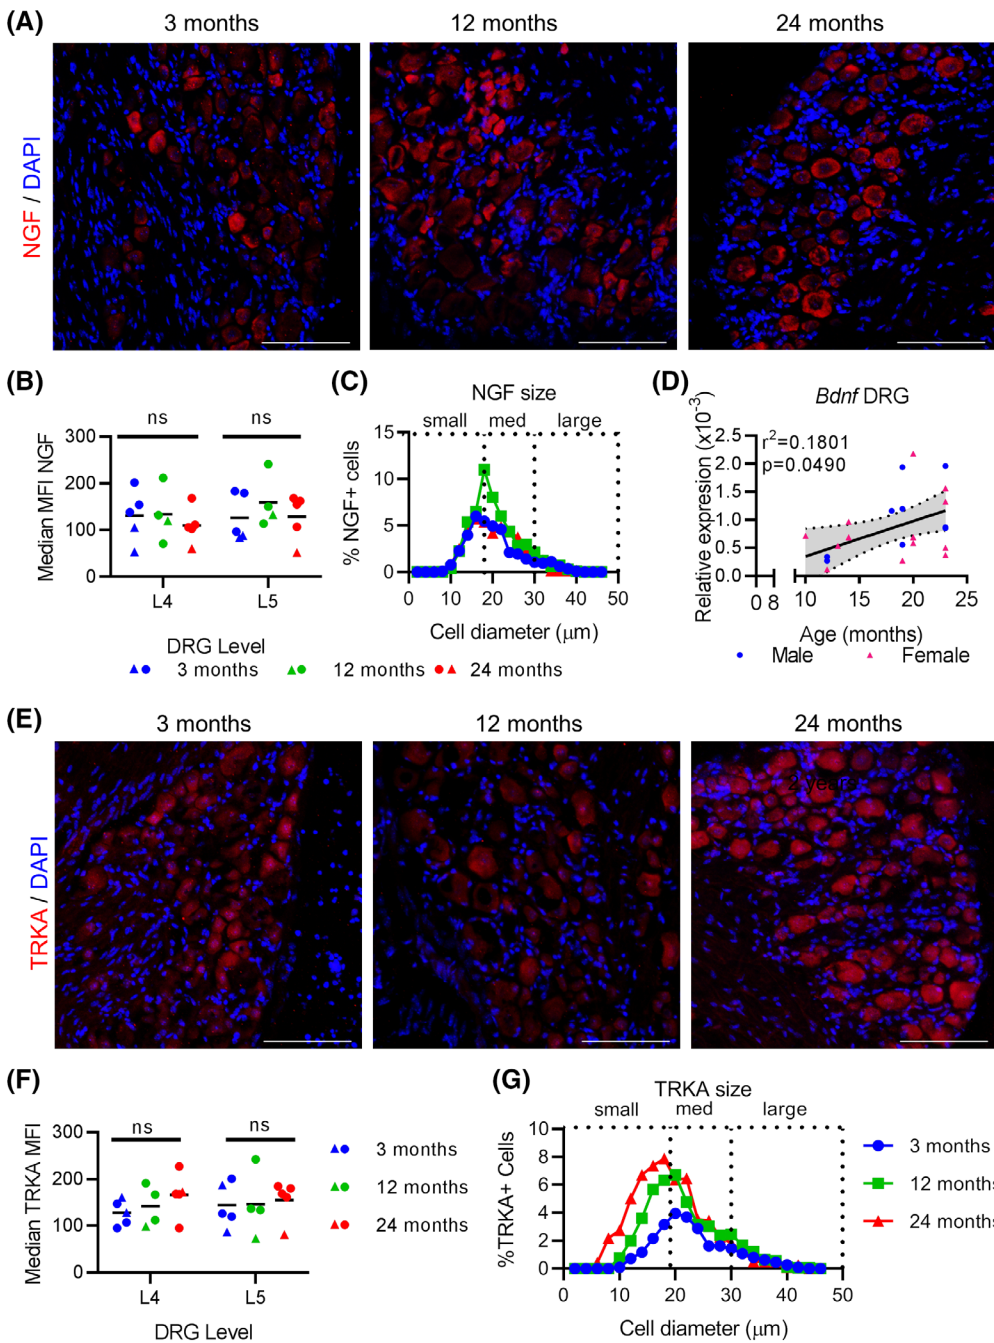 (A)
3 months
12 months
24 months
NGF / DAPI
(B)
ns
ns
Median MFI NGF
300
200
100
0
L4
L5
DRG Level
3 months
12 months
24 months
(C)
NGF size
small
med
large
% NGF+ cells
15
10
5
0
0 10 20 30 40 50
Cell diameter (μm)
(D)
Bdnf DRG
r²=0.1801
p=0.0490
Relative experission (x10⁻³)
2.5
2.0
1.5
1.0
0.5
0.0
0 8 10 15 20 25
Age (months)
Male
Female
(E)
3 months
12 months
24 months
2 years
TRKA / DAPI
(F)
ns
ns
Median TRKA MFI
300
200
100
0
L4
L5
DRG Level
3 months
12 months
24 months
(G)
TRKA size
small
med
large
%TRKA+ Cells
10
8
6
4
2
0
0 10 20 30 40 50
Cell diameter (μm)
3 months
12 months
24 months